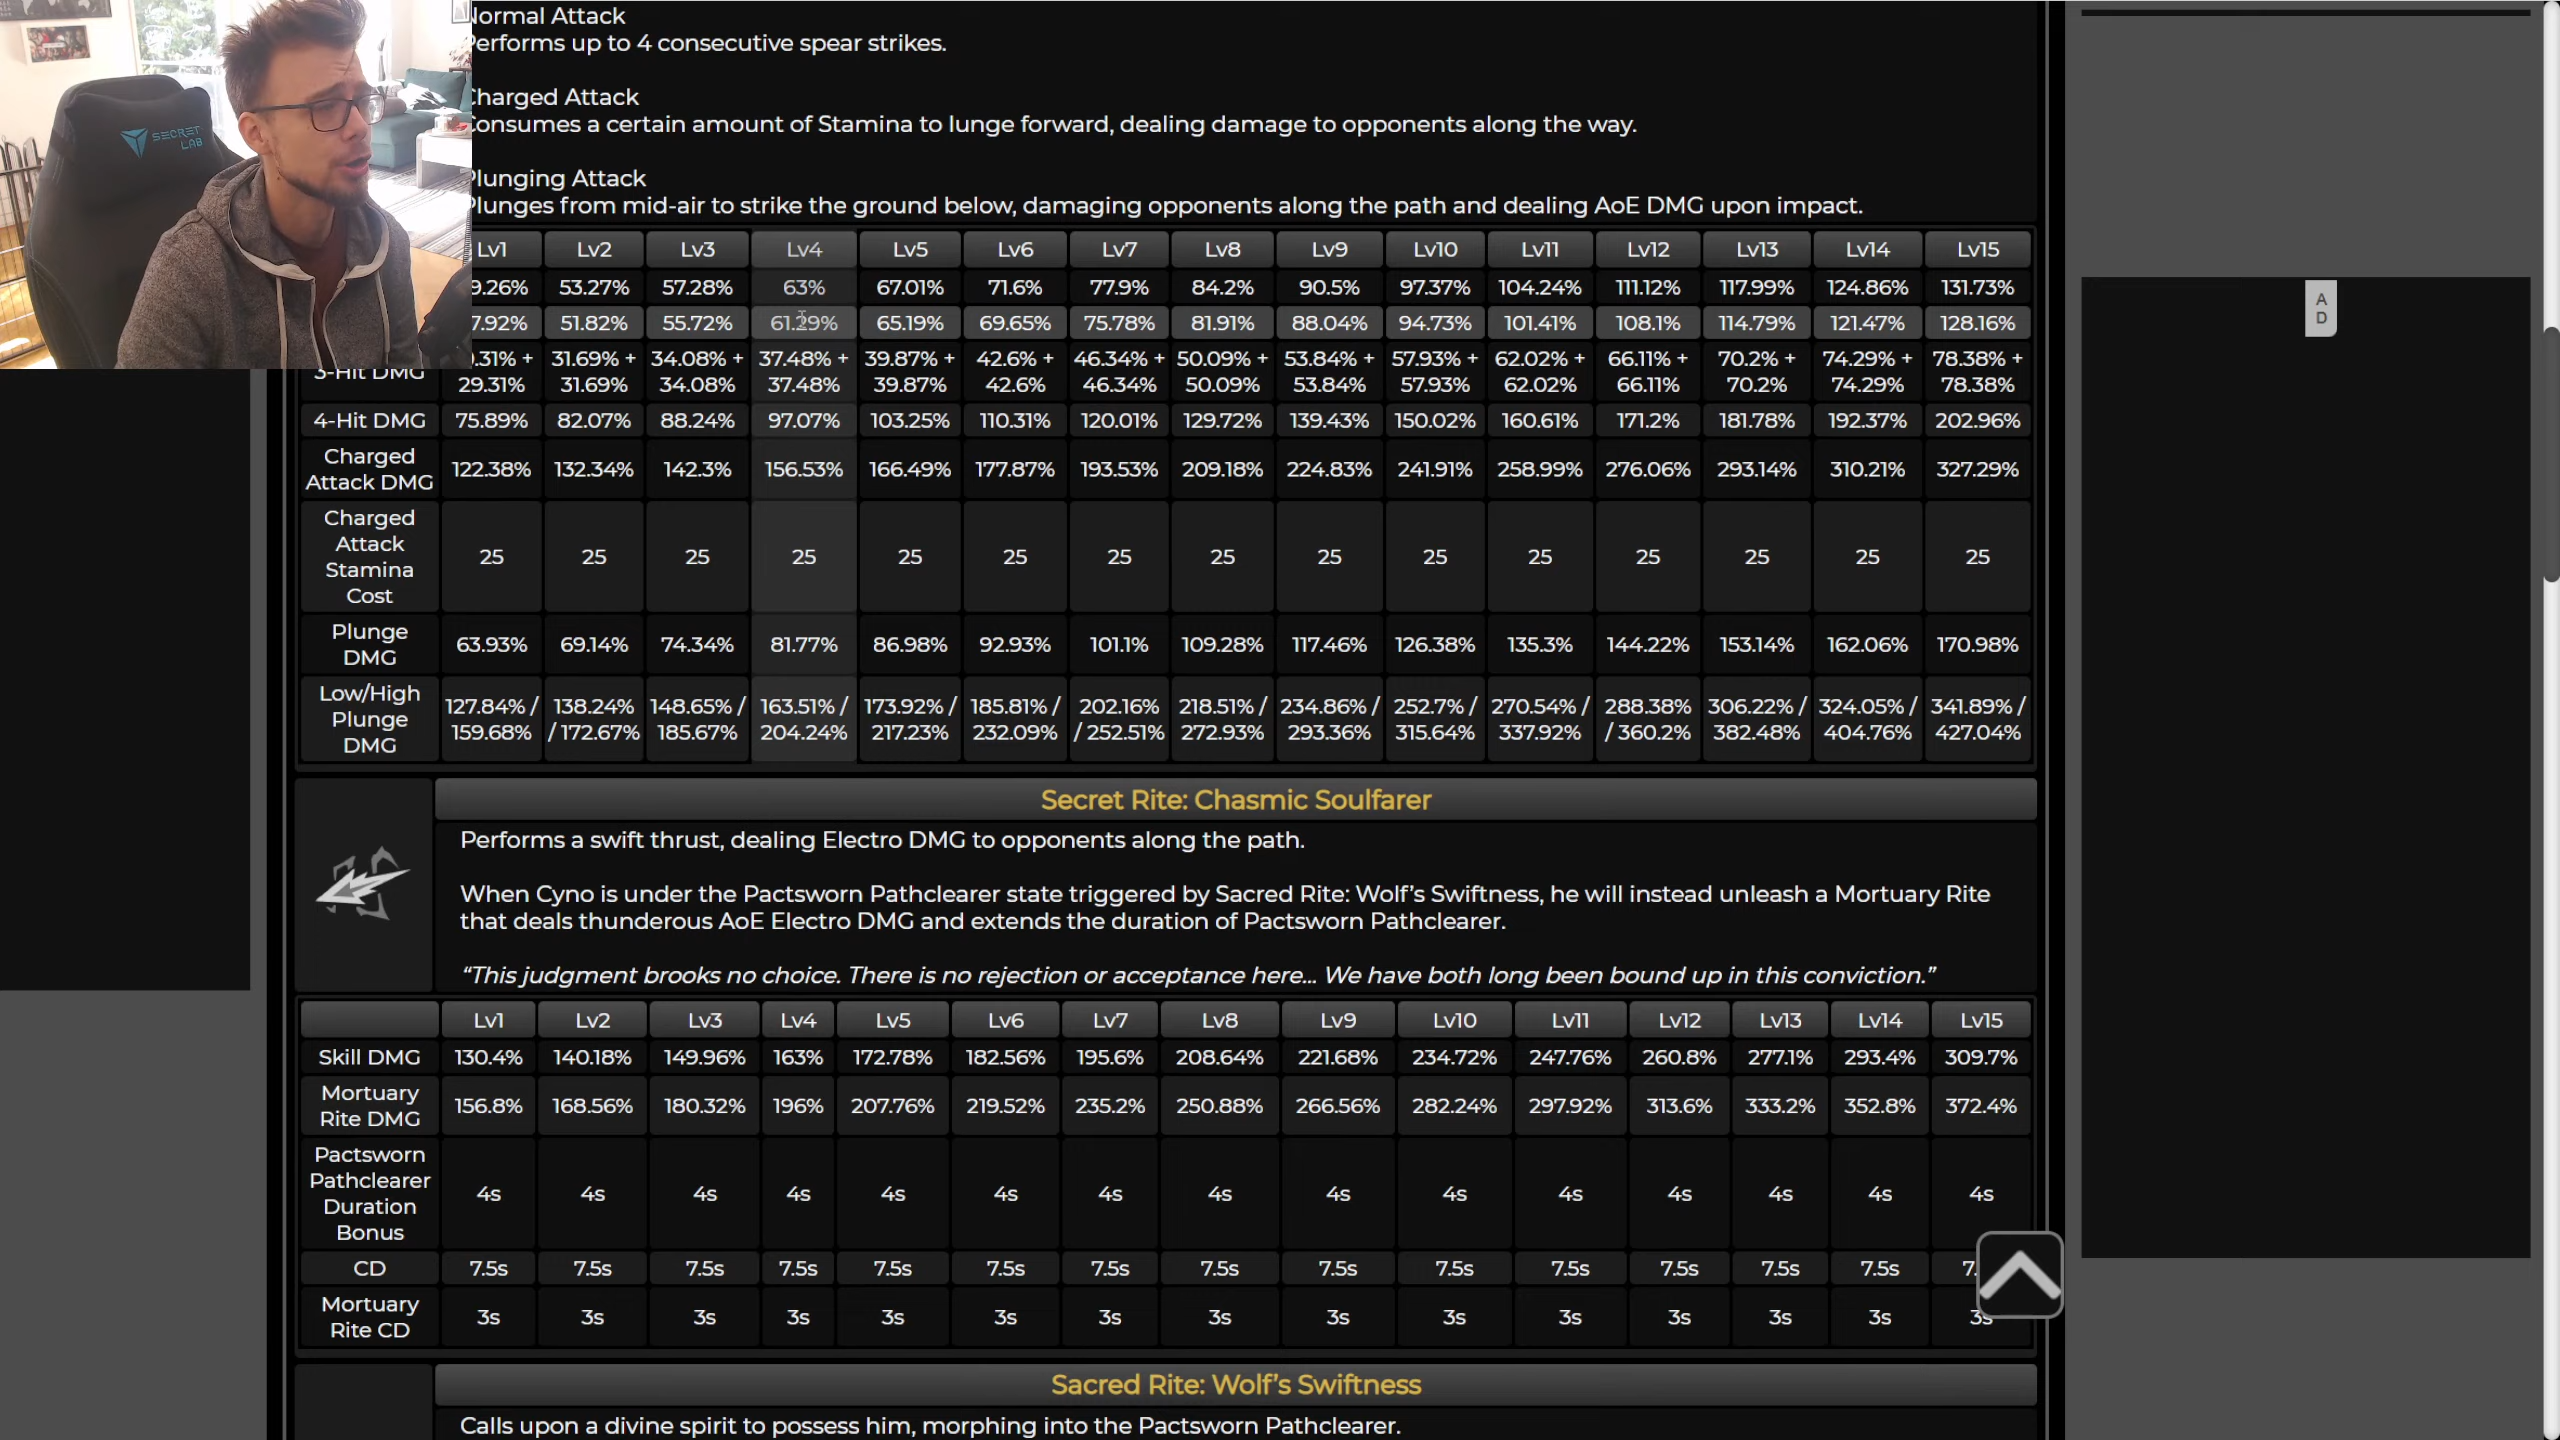 SECRET
LAB
Normal Attack
Performs up to 4 consecutive spear strikes.
Charged Attack
Consumes a certain amount of Stamina to lunge forward, dealing damage to opponents along the way.
Plunging Attack
Plunges from mid-air to strike the ground below, damaging opponents along the path and dealing AoE DMG upon impact.
Lv1 Lv2 Lv3 Lv4 Lv5 Lv6 Lv7 Lv8 Lv9 Lv10 Lv11 Lv12 Lv13 Lv14 Lv15
9.26% 53.27% 57.28% 63% 67.01% 71.6% 77.9% 84.2% 90.5% 97.37% 104.24% 111.12% 117.99% 124.86% 131.73%
7.92% 51.82% 55.72% 61.29% 65.19% 69.65% 75.78% 81.91% 88.04% 94.73% 101.41% 108.1% 114.79% 121.47% 128.16%
.31% + 31.69% + 34.08% + 37.48% + 39.87% + 42.6% + 46.34% + 50.09% + 53.84% + 57.93% + 62.02% + 66.11% + 70.2% + 74.29% + 78.38% +
3-Hit DMG 29.31% 31.69% 34.08% 37.48% 39.87% 42.6% 46.34% 50.09% 53.84% 57.93% 62.02% 66.11% 70.2% 74.29% 78.38%
4-Hit DMG 75.89% 82.07% 88.24% 97.07% 103.25% 110.31% 120.01% 129.72% 139.43% 150.02% 160.61% 171.2% 181.78% 192.37% 202.96%
Charged
Attack DMG 122.38% 132.34% 142.3% 156.53% 166.49% 177.87% 193.53% 209.18% 224.83% 241.91% 258.99% 276.06% 293.14% 310.21% 327.29%
Charged
Attack
Stamina
Cost
25 25 25 25 25 25 25 25 25 25 25 25 25 25 25
Plunge
DMG
63.93% 69.14% 74.34% 81.77% 86.98% 92.93% 101.1% 109.28% 117.46% 126.38% 135.3% 144.22% 153.14% 162.06% 170.98%
Low/High
Plunge
DMG
127.84% / 138.24% 148.65% / 163.51% / 173.92% / 185.81% / 202.16% 218.51% / 234.86% / 252.7% / 270.54% / 288.38% 306.22% / 324.05% / 341.89% /
159.68% / 172.67% 185.67% 204.24% 217.23% 232.09% / 252.51% 272.93% 293.36% 315.64% 337.92% / 360.2% 382.48% 404.76% 427.04%
Secret Rite: Chasmic Soulfarer
Performs a swift thrust, dealing Electro DMG to opponents along the path.
When Cyno is under the Pactsworn Pathclearer state triggered by Sacred Rite: Wolf's Swiftness, he will instead unleash a Mortuary Rite
that deals thunderous AoE Electro DMG and extends the duration of Pactsworn Pathclearer.
“This judgment brooks no choice. There is no rejection or acceptance here... We have both long been bound up in this conviction.”
Lv1 Lv2 Lv3 Lv4 Lv5 Lv6 Lv7 Lv8 Lv9 Lv10 Lv11 Lv12 Lv13 Lv14 Lv15
Skill DMG 130.4% 140.18% 149.96% 163% 172.78% 182.56% 195.6% 208.64% 221.68% 234.72% 247.76% 260.8% 277.1% 293.4% 309.7%
Mortuary
Rite DMG
156.8% 168.56% 180.32% 196% 207.76% 219.52% 235.2% 250.88% 266.56% 282.24% 297.92% 313.6% 333.2% 352.8% 372.4%
Pactsworn
Pathclearer
Duration
Bonus
4s 4s 4s 4s 4s 4s 4s 4s 4s 4s 4s 4s 4s 4s 4s
CD 7.5s 7.5s 7.5s 7.5s 7.5s 7.5s 7.5s 7.5s 7.5s 7.5s 7.5s 7.5s 7.5s 7.5s 7.
Mortuary
Rite CD
3s 3s 3s 3s 3s 3s 3s 3s 3s 3s 3s 3s 3s 3s 3s
Sacred Rite: Wolf's Swiftness
Calls upon a divine spirit to possess him, morphing into the Pactsworn Pathclearer.
A
D